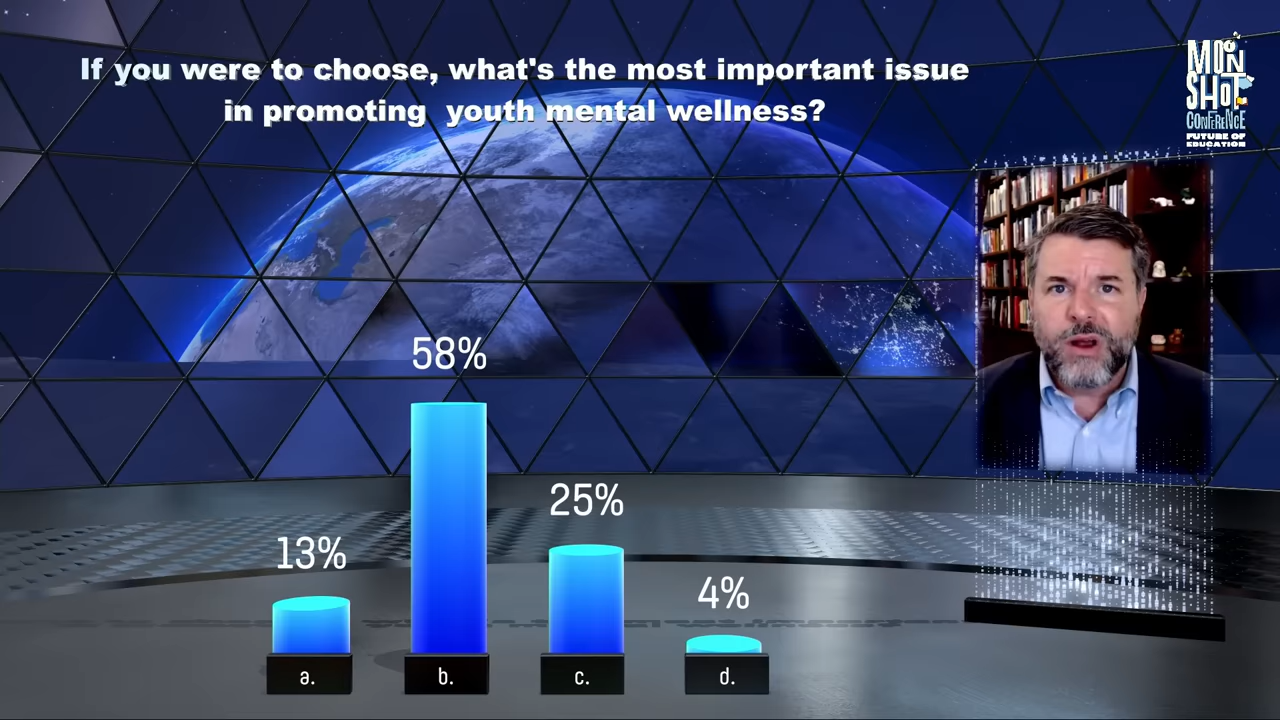 If you were to choose, what's the most important issue
in promoting youth mental wellness?
MOON
SHOT
CONFERENCE
FUTURE OF
EDUCATION
58%
25%
13%
4%
a.
b.
c.
d.